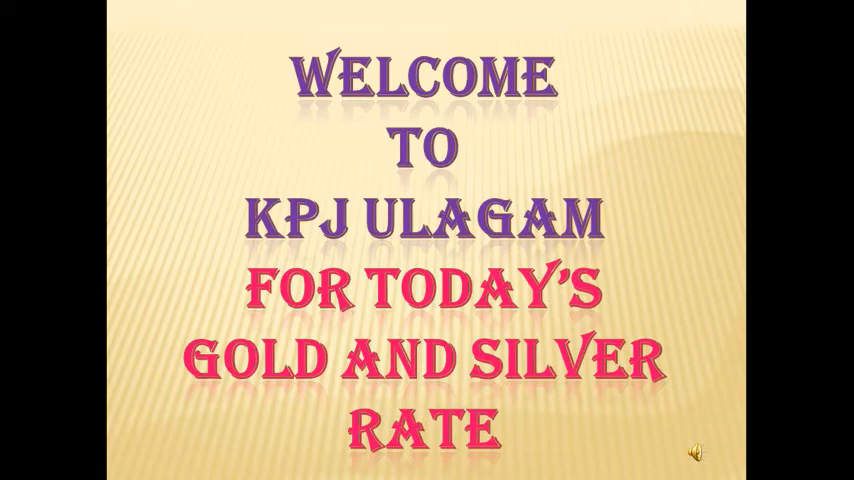 WELCOME
TO
KPJ ULAGAM
FOR TODAY'S
GOLD AND SILVER
RATE